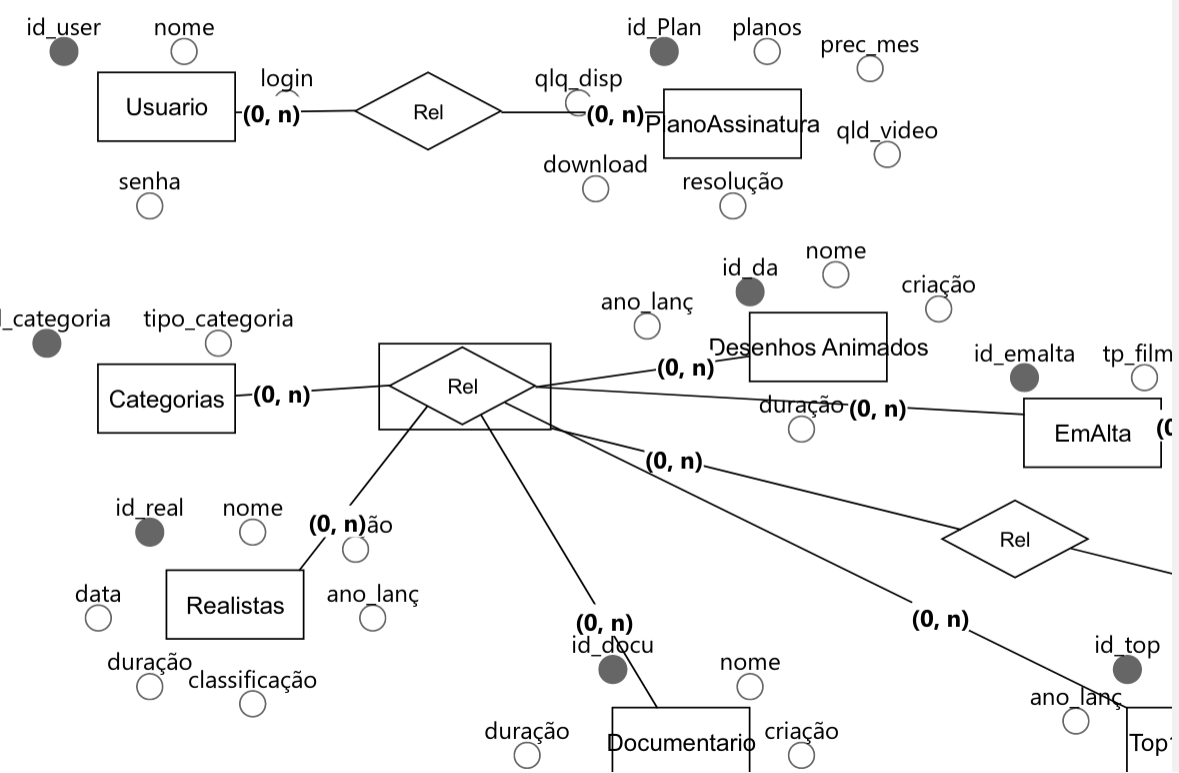 id_user
nome
id_Plan
planos
prec_mes
login
qlq_disp
Usuario
(0, n)
Rel
(0, n)
PlanoAssinatura
qld_video
download
senha
resolução
nome
id_da
criação
ano_lanç
_categoria
tipo_categoria
Desenhos Animados
id_emalta
tp_film
(0, n)
Rel
Categorias
(0, n)
duração
(0, n)
EmAlta
(0
(0, n)
id_real
nome
(0, n)
ão
Rel
data
Realistas
ano_lanç
(0, n)
(0, n)
id_docu
id_top
duração
nome
classificação
ano_lanç
duração
Documentario
criação
Top